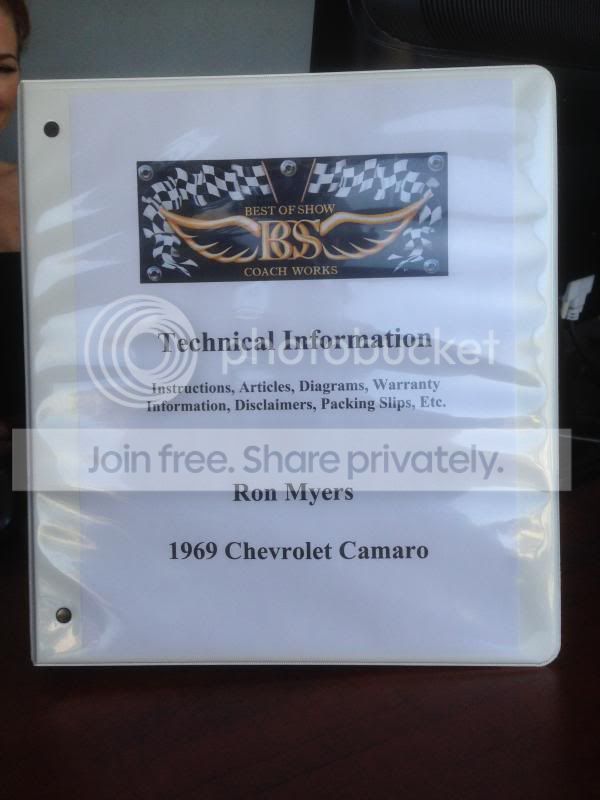 BEST OF SHOW
BS
COACH WORKS
Technical Information
photobucket
Instructions, Articles, Diagrams, Warranty
Information, Disclaimers, Packing Slips, Etc.
Join free. Share privately.
Ron Myers
1969 Chevrolet Camaro